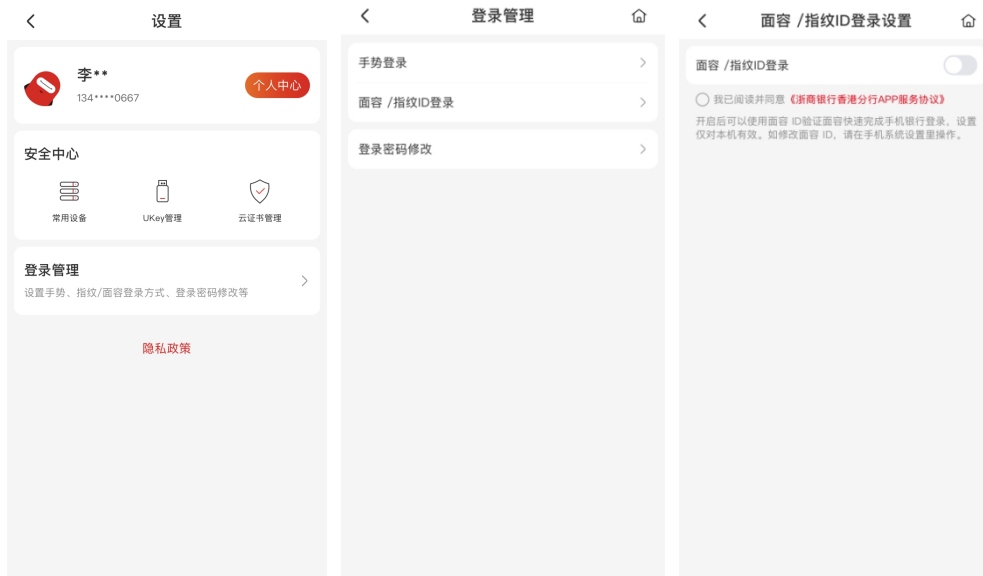 设置
李**
134****0667
个人中心
安全中心
常用设备
UKey管理
云证书管理
登录管理
设置手势、指纹/面容登录方式、登录密码修改等
隐私政策
登录管理
手势登录
面容 /指纹ID登录
登录密码修改
面容 /指纹ID登录设置
面容 /指纹ID登录
我已阅读并同意《浙商银行香港分行APP服务协议》
开启后可以使用面容 ID验证面容快速完成手机银行登录，设置
仅对本机有效。如修改面容 ID，请在手机系统设置里操作。